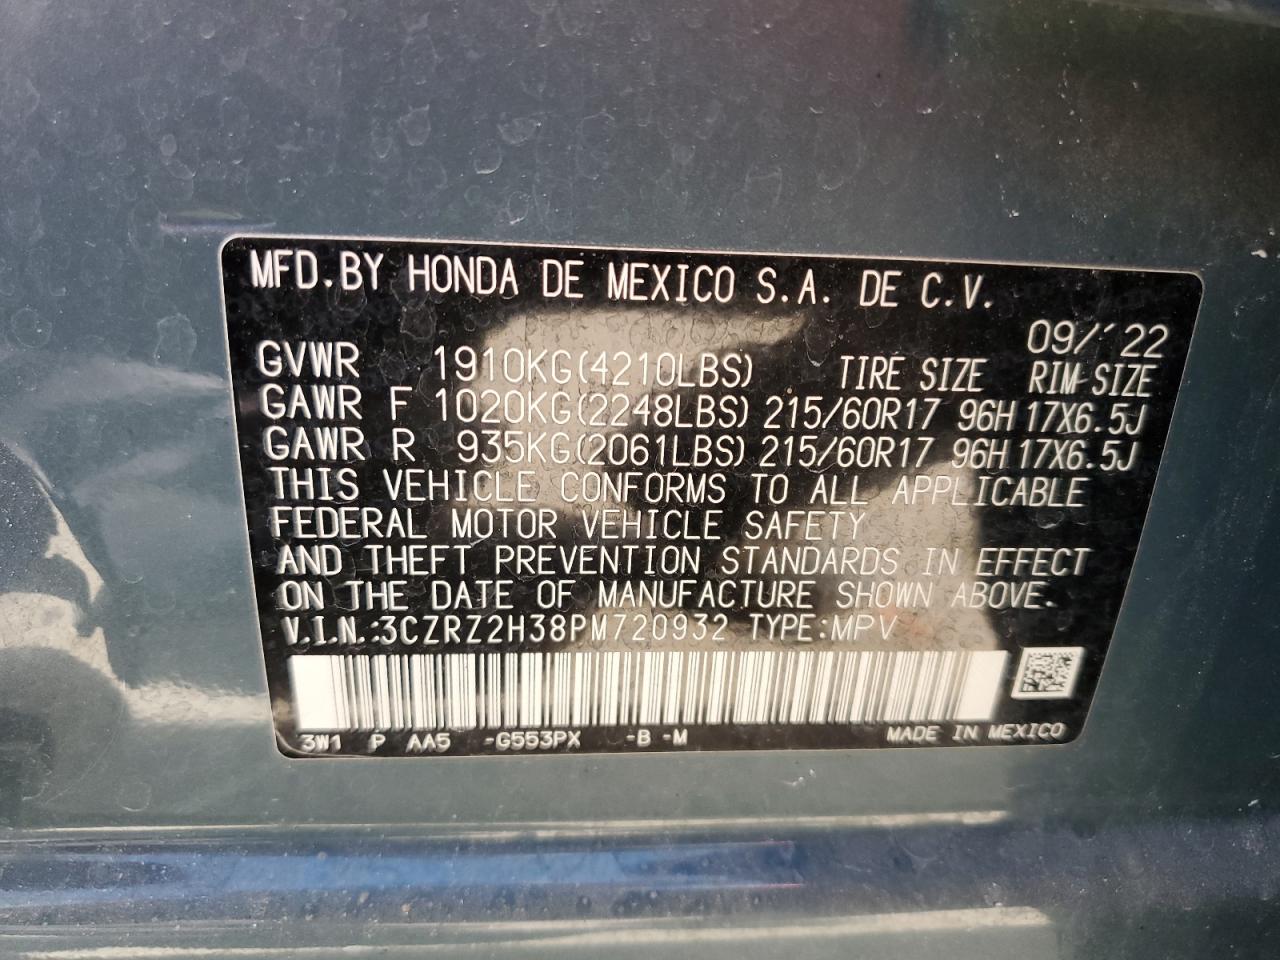 MFD.BY HONDA DE MEXICO S.A. DE C.V.
09/'22
GVWR 1910KG(4210LBS) TIRE SIZE RIM SIZE
GAWR F 1020KG(2248LBS) 215/60R17 96H 17X6.5J
GAWR R 935KG(2061LBS) 215/60R17 96H 17X6.5J
THIS VEHICLE CONFORMS TO ALL APPLICABLE
FEDERAL MOTOR VEHICLE SAFETY
AND THEFT PREVENTION STANDARDS IN EFFECT
ON THE DATE OF MANUFACTURE SHOWN ABOVE.
V.I.N.:3CZRZ2H38PM720932 TYPE:MPV
3W1 P AA5 -G553PX -B -M MADE IN MEXICO